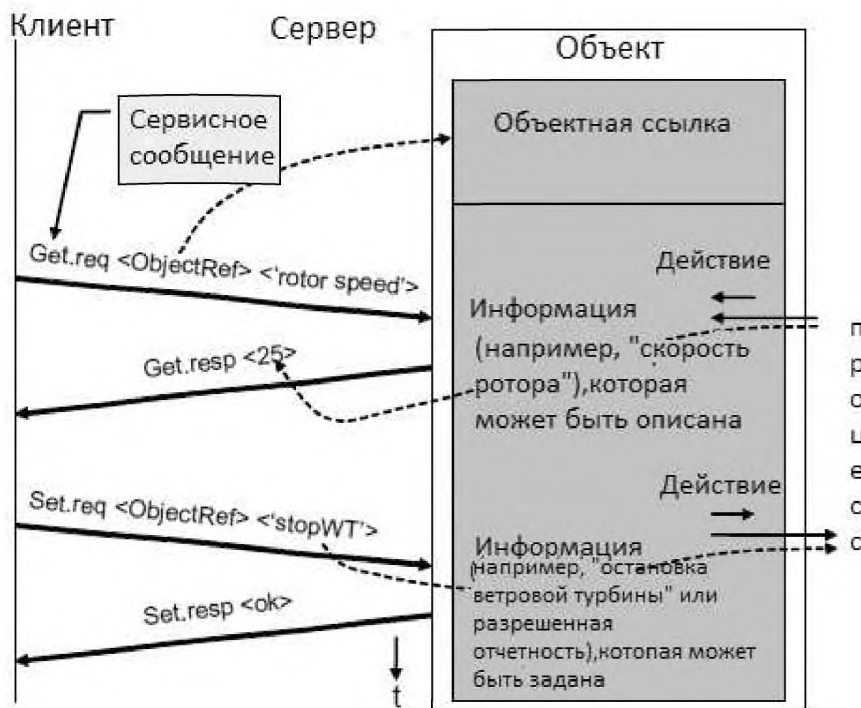 Клиент
Сервер
Объект
Сервисное
сообщение
Объектная ссылка
Get.req <ObjectRef> <'rotor speed'>
Действие
Информация
(например, "скорость
ротора"),которая
может быть описана
Get.resp <25>
Set.req <ObjectRef> <'stopWT'>
Действие
Информация
(например, "остановка
ветровой турбины" или
разрешенная
отчетность),котопая может
быть задана
Set.resp <ok>
t
п
р
о
ц
е
с
с